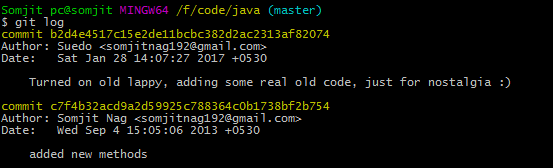 Somjit pc@somjit MINGW64 /f/code/java (master)
$ git log
commit b2d4e4517c15e2de11bcbc382d2ac2313af82074
Author: Suedo <somjitnag192@gmail.com>
Date:   Sat Jan 28 14:07:27 2017 +0530
Turned on old lappy, adding some real old code, just for nostalgia :)
commit c7f4b32acd9a2d59925c788364c0b1738bf2b754
Author: Somjit Nag <somjitnag192@gmail.com>
Date:   Wed Sep 4 15:05:06 2013 +0530
added new methods